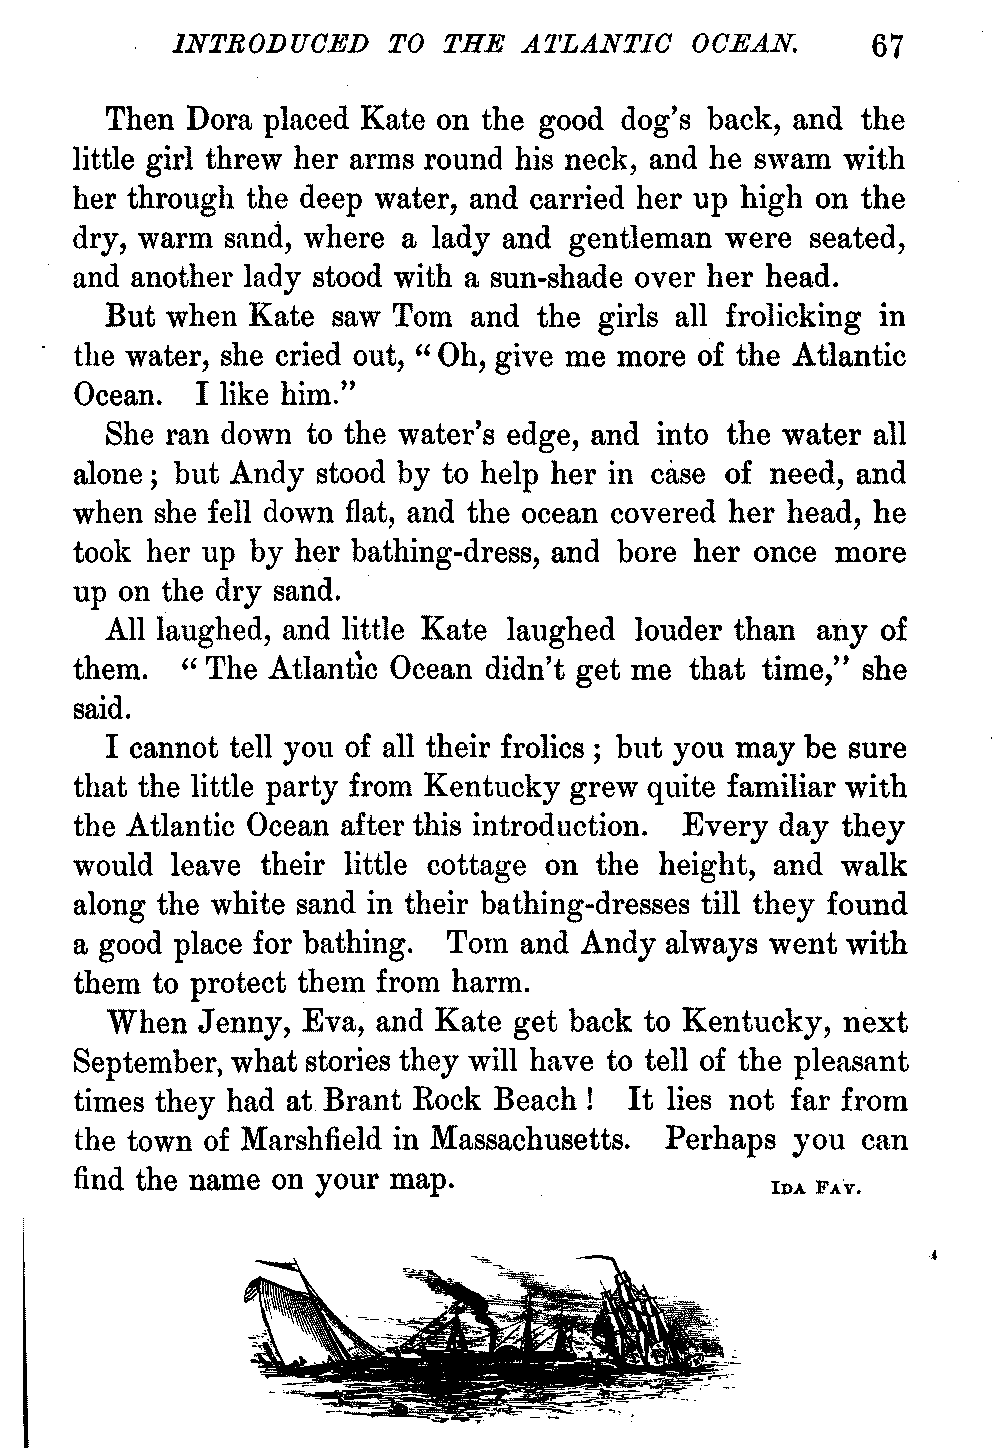 INTRODUCED TO THE ATLANTIC OCEAN. 67
Then Dora placed Kate on the good dog's back, and the
little girl threw her arms round his neck, and he swam with
her through the deep water, and carried her up high on the
dry, warm sand, where a lady and gentleman were seated,
and another lady stood with a sun-shade over her head.
But when Kate saw Tom and the girls all frolicking in
the water, she cried out, “Oh, give me more of the Atlantic
Ocean. I like him.”
She ran down to the water's edge, and into the water all
alone; but Andy stood by to help her in case of need, and
when she fell down flat, and the ocean covered her head, he
took her up by her bathing-dress, and bore her once more
up on the dry sand.
All laughed, and little Kate laughed louder than any of
them. “The Atlantic Ocean didn't get me that time,” she
said.
I cannot tell you of all their frolics; but you may be sure
that the little party from Kentucky grew quite familiar with
the Atlantic Ocean after this introduction. Every day they
would leave their little cottage on the height, and walk
along the white sand in their bathing-dresses till they found
a good place for bathing. Tom and Andy always went with
them to protect them from harm.
When Jenny, Eva, and Kate get back to Kentucky, next
September, what stories they will have to tell of the pleasant
times they had at Brant Rock Beach! It lies not far from
the town of Marshfield in Massachusetts. Perhaps you can
find the name on your map.
IDA FAY.